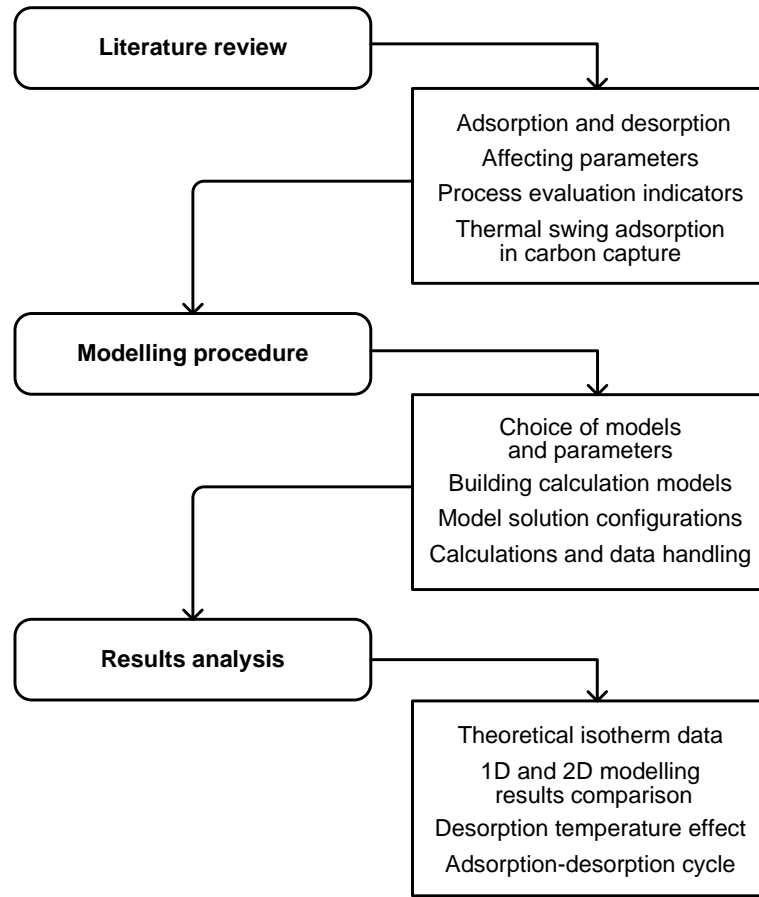 Literature review
Adsorption and desorption
Affecting parameters
Process evaluation indicators
Thermal swing adsorption
in carbon capture
Modelling procedure
Choice of models
and parameters
Building calculation models
Model solution configurations
Calculations and data handling
Results analysis
Theoretical isotherm data
1D and 2D modelling
results comparison
Desorption temperature effect
Adsorption-desorption cycle